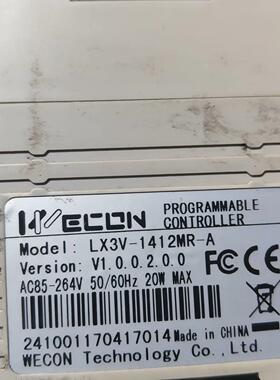 WECON PROGRAMMABLE
CONTROLLER
Model: LX3V-1412MR-A
Version: V1.0.0.2.0.0
AC85-264V 50/60Hz 20W MAX
FC CE
241001170417014 Made in CHINA
WECON Technology Co., Ltd.